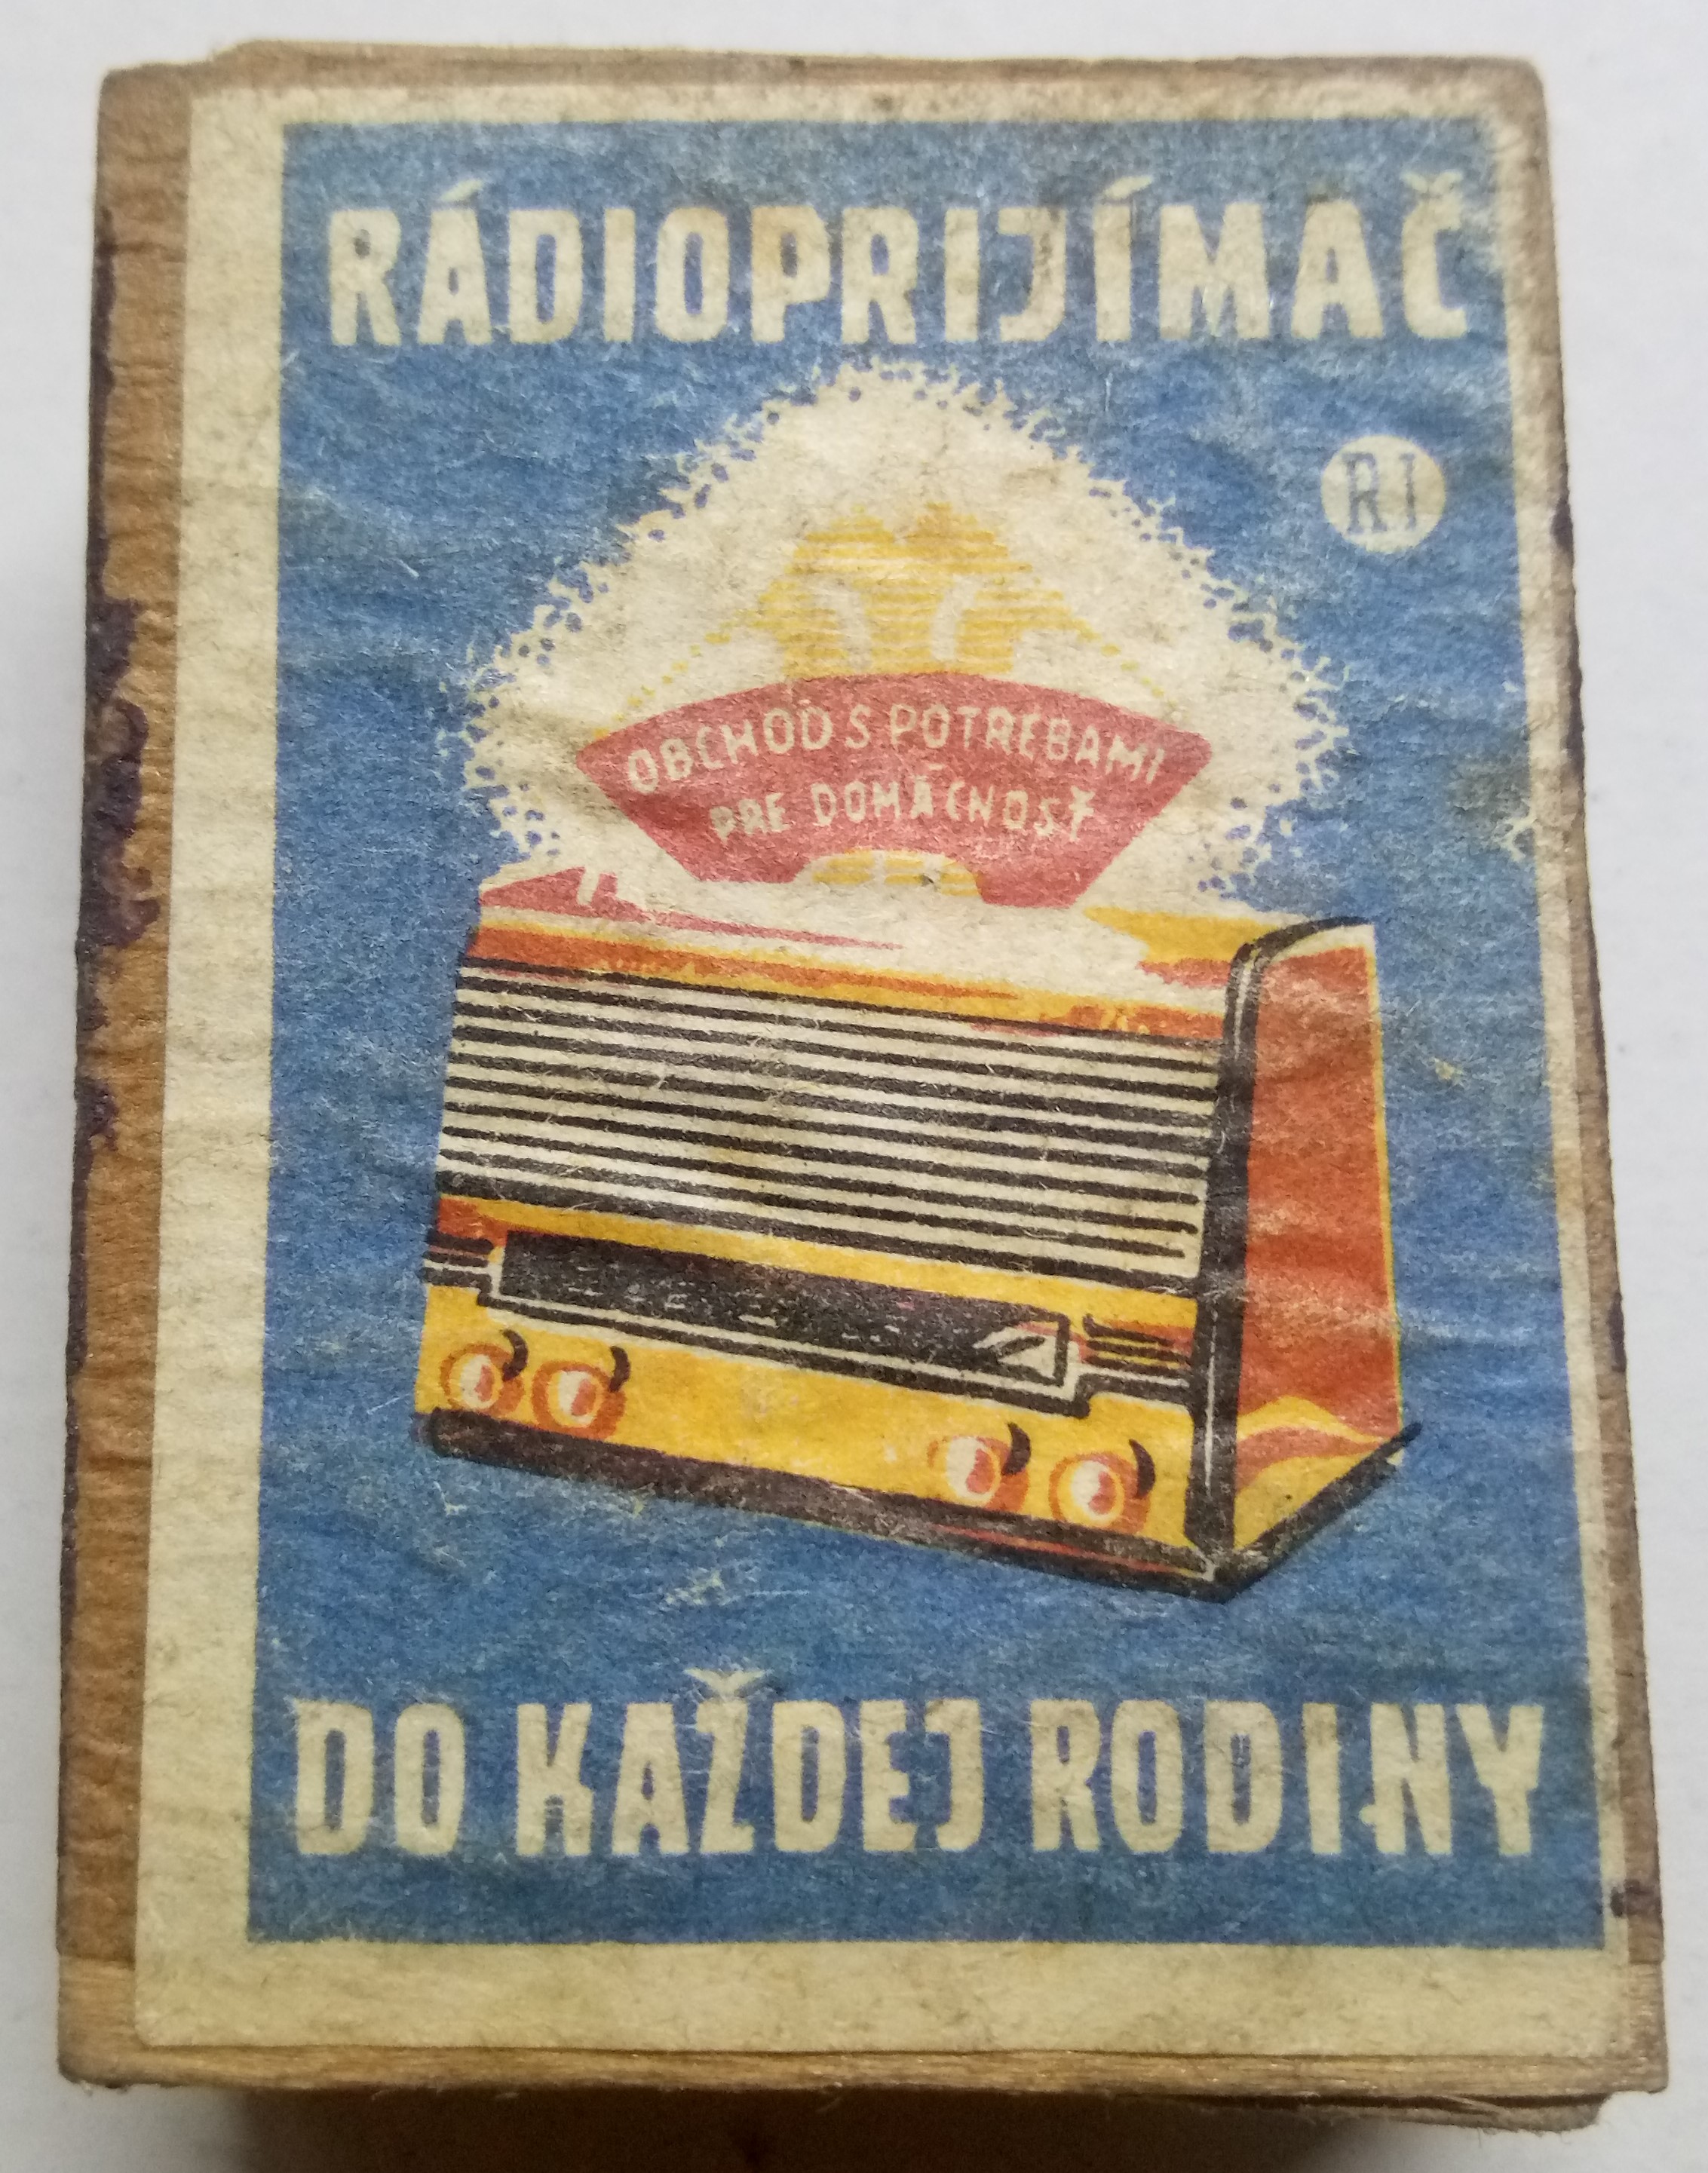 RÁDIOPRIJÍMAČ
RI
OBCHOD S POTREBAMI
PRE DOMÁCNOSŤ
DO KAŽDEJ RODINY